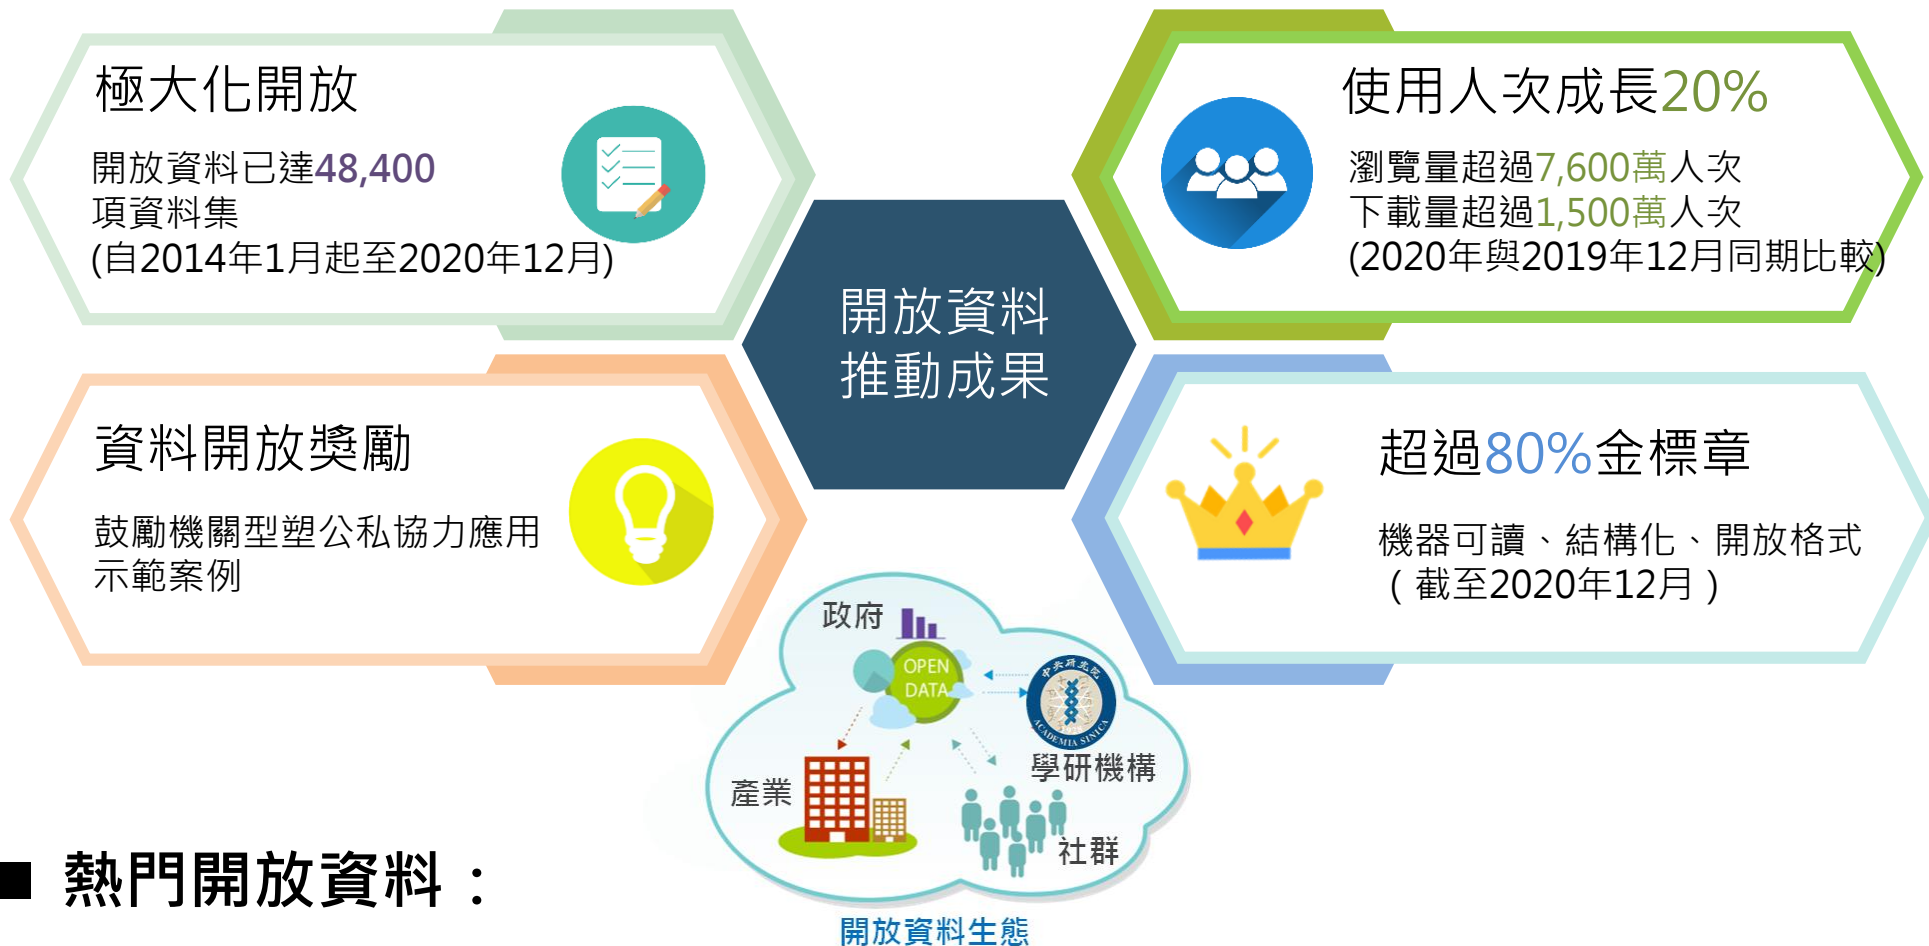 極大化開放
開放資料已達48,400
項資料集
(自2014年1月起至2020年12月)
使用人次成長20%
瀏覽量超過7,600萬人次
下載量超過1,500萬人次
(2020年與2019年12月同期比較)
開放資料
推動成果
資料開放獎勵
鼓勵機關型塑公私協力應用
示範案例
超過80%金標章
機器可讀、結構化、開放格式
（截至2020年12月）
政府
OPEN
DATA
中央研究院
ACADEMIA SINICA
學研機構
產業
社群
開放資料生態
■ 熱門開放資料：